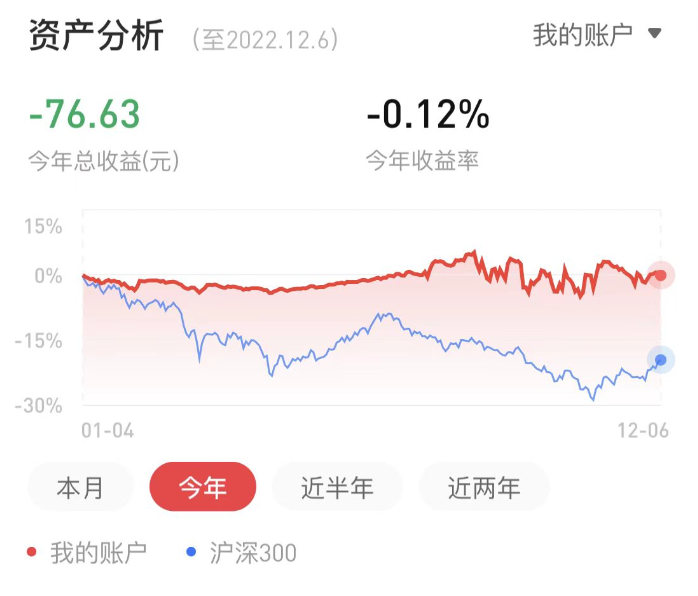 资产分析（至2022.12.6） 我的账户
-76.63 -0.12%
今年总收益(元) 今年收益率
15%
0%
-15%
-30%
01-04 12-06
本月 今年 近半年 近两年
我的账户 沪深300